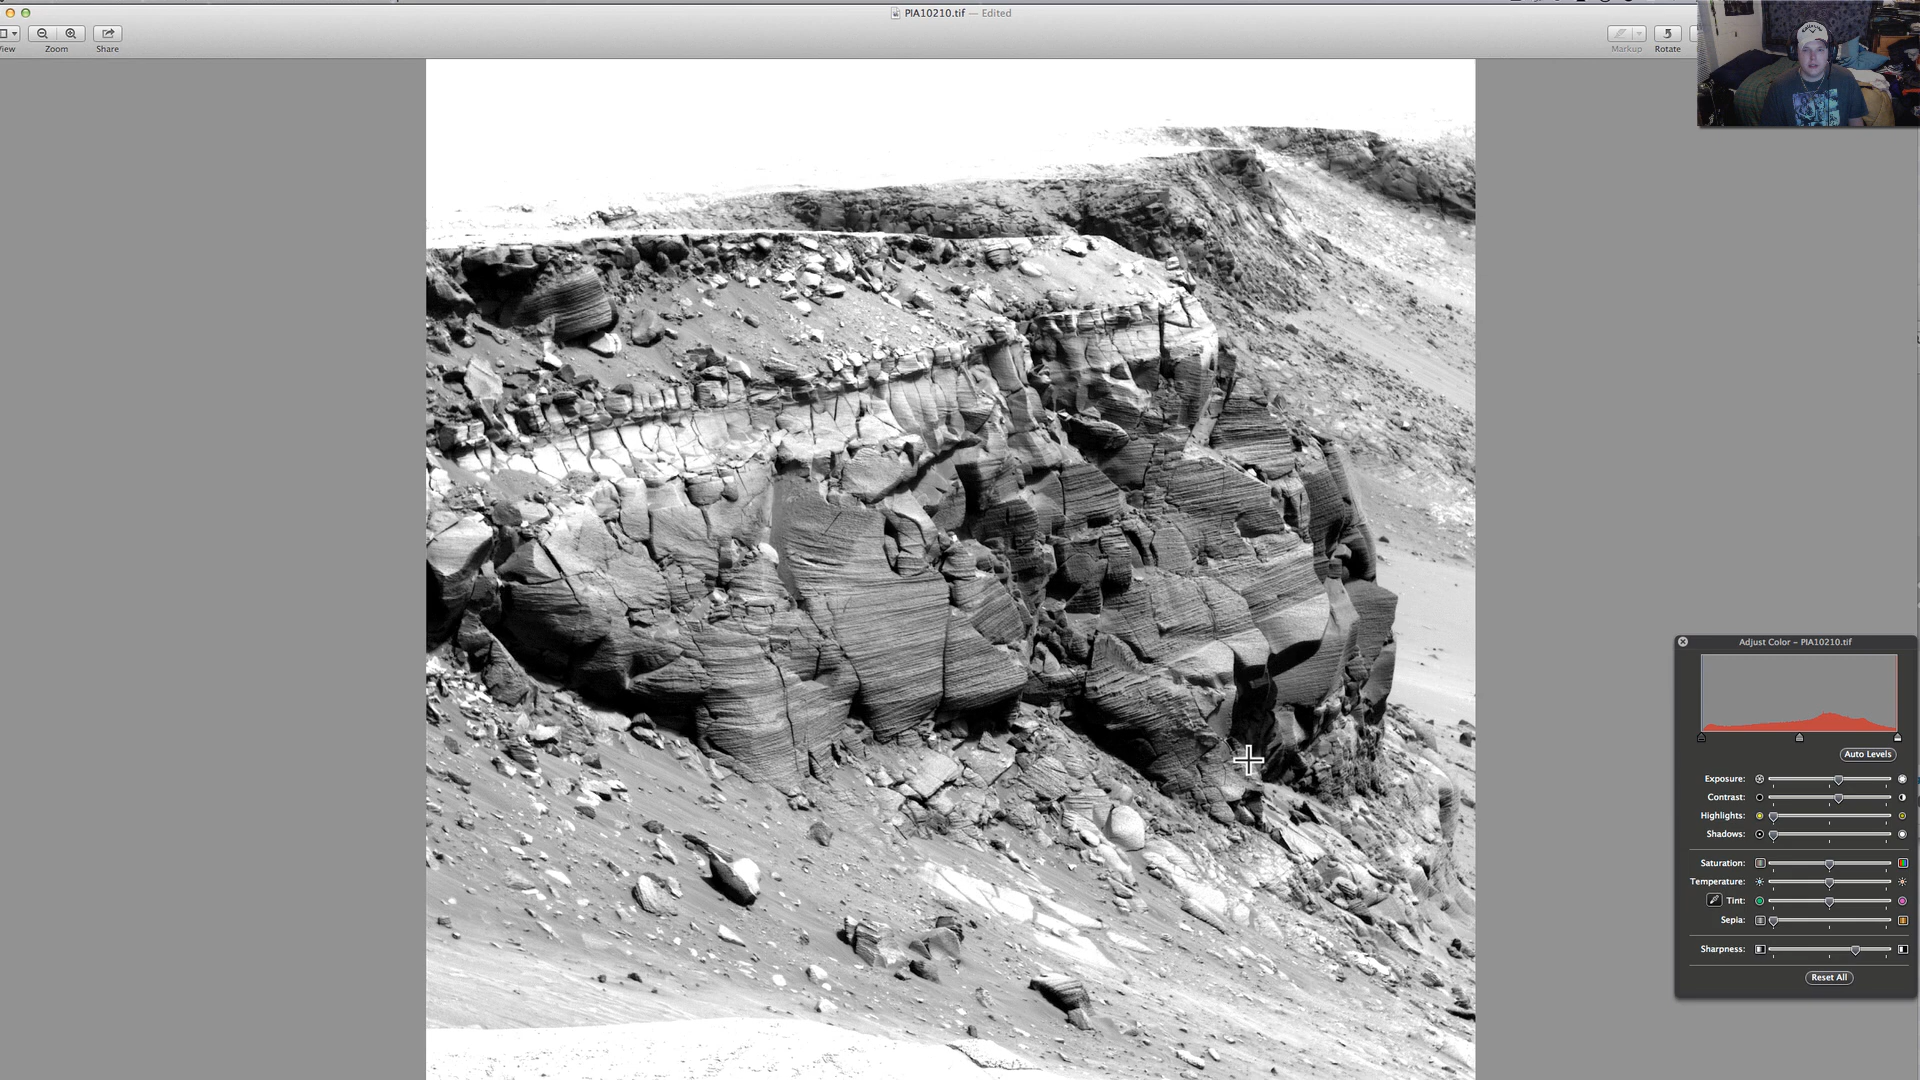 PIA10210.tif — Edited
Zoom
Share
Markup
Rotate
Adjust Color – PIA10210.tif
Auto Levels
Exposure:
Contrast:
Highlights:
Shadows:
Saturation:
Temperature:
Tint:
Sepia:
Sharpness:
Reset All